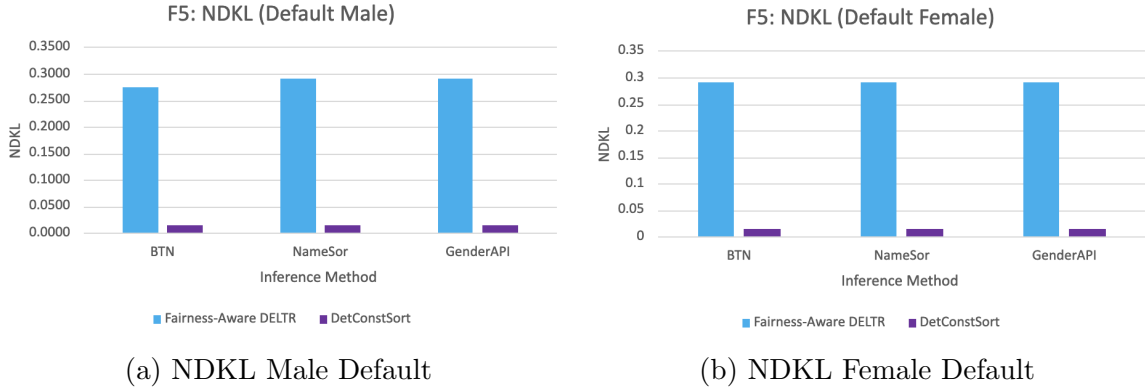 F5: NDKL (Default Male)
0.3500
0.3000
0.2500
0.2000
0.1500
0.1000
0.0500
0.0000
NDKL
BTN NameSor GenderAPI
Inference Method
Fairness-Aware DELTR DetConstSort
(a) NDKL Male Default
F5: NDKL (Default Female)
0.35
0.3
0.25
0.2
0.15
0.1
0.05
0
NDKL
BTN NameSor GenderAPI
Inference Method
Fairness-Aware DELTR DetConstSort
(b) NDKL Female Default